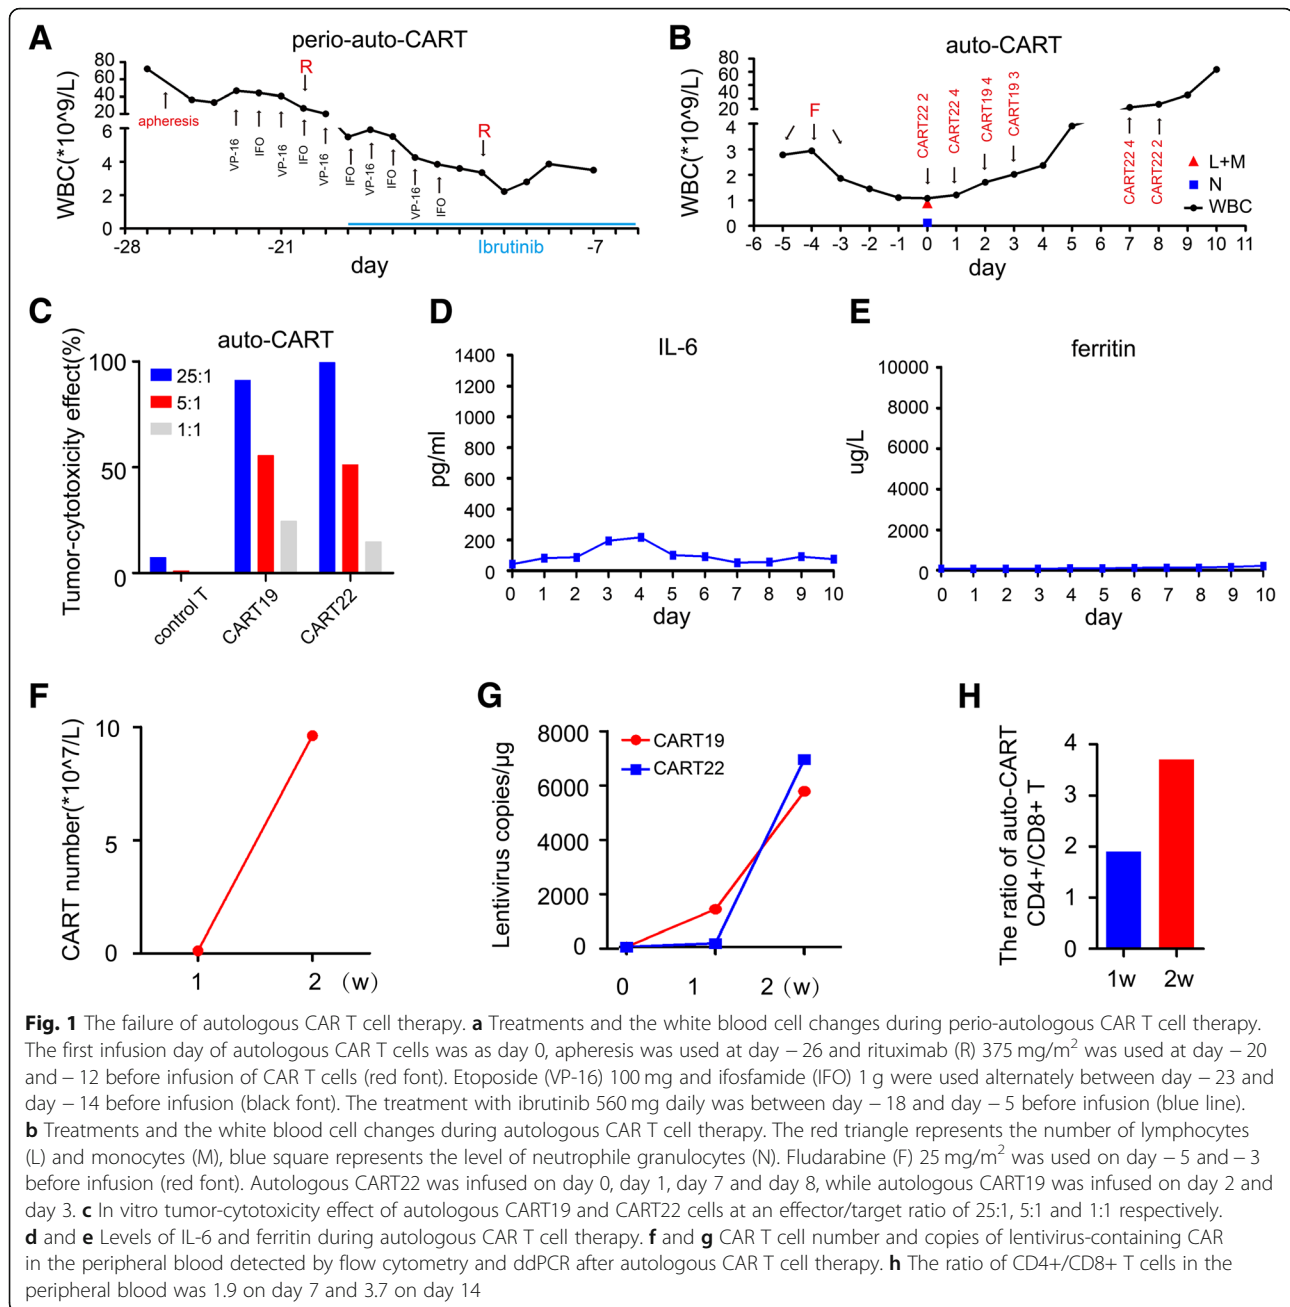 A
perio-auto-CART
WBC(*10^9/L)
80
60
40
20
6
4
2
0
R
apheresis
VP-16
IFO
VP-16
IFO
VP-16
IFO
VP-16
IFO
VP-16
IFO
R
Ibrutinib
-28
-21
-7
day
B
auto-CART
WBC(*10^9/L)
80
60
40
20
4
3
2
1
0
F
CART22 2
CART22 4
CART19 4
CART19 3
CART22 4
CART22 2
L+M
N
WBC
-6 -5 -4 -3 -2 -1 0 1 2 3 4 5 6 7 8 9 10 11
day
C
auto-CART
Tumor-cytotoxicity effect(%)
100
50
0
25:1
5:1
1:1
control T
CART19
CART22
D
IL-6
pg/ml
1400
1200
1000
800
600
400
200
0
0 1 2 3 4 5 6 7 8 9 10
day
E
ferritin
ug/L
10000
8000
6000
4000
2000
0
0 1 2 3 4 5 6 7 8 9 10
day
F
CART number(*10^7/L)
10
5
0
1 2 (w)
G
Lentivirus copies/µg
8000
6000
4000
2000
0
CART19
CART22
0 1 2 (w)
H
The ratio of auto-CART
CD4+/CD8+ T
4
3
2
1
0
1w 2w
Fig. 1 The failure of autologous CAR T cell therapy. a Treatments and the white blood cell changes during perio-autologous CAR T cell therapy.
The first infusion day of autologous CAR T cells was as day 0, apheresis was used at day − 26 and rituximab (R) 375 mg/m² was used at day − 20
and − 12 before infusion of CAR T cells (red font). Etoposide (VP-16) 100 mg and ifosfamide (IFO) 1 g were used alternately between day − 23 and
day − 14 before infusion (black font). The treatment with ibrutinib 560 mg daily was between day − 18 and day − 5 before infusion (blue line).
b Treatments and the white blood cell changes during autologous CAR T cell therapy. The red triangle represents the number of lymphocytes
(L) and monocytes (M), blue square represents the level of neutrophile granulocytes (N). Fludarabine (F) 25 mg/m² was used on day − 5 and − 3
before infusion (red font). Autologous CART22 was infused on day 0, day 1, day 7 and day 8, while autologous CART19 was infused on day 2 and
day 3. c In vitro tumor-cytotoxicity effect of autologous CART19 and CART22 cells at an effector/target ratio of 25:1, 5:1 and 1:1 respectively.
d and e Levels of IL-6 and ferritin during autologous CAR T cell therapy. f and g CAR T cell number and copies of lentivirus-containing CAR
in the peripheral blood detected by flow cytometry and ddPCR after autologous CAR T cell therapy. h The ratio of CD4+/CD8+ T cells in the
peripheral blood was 1.9 on day 7 and 3.7 on day 14